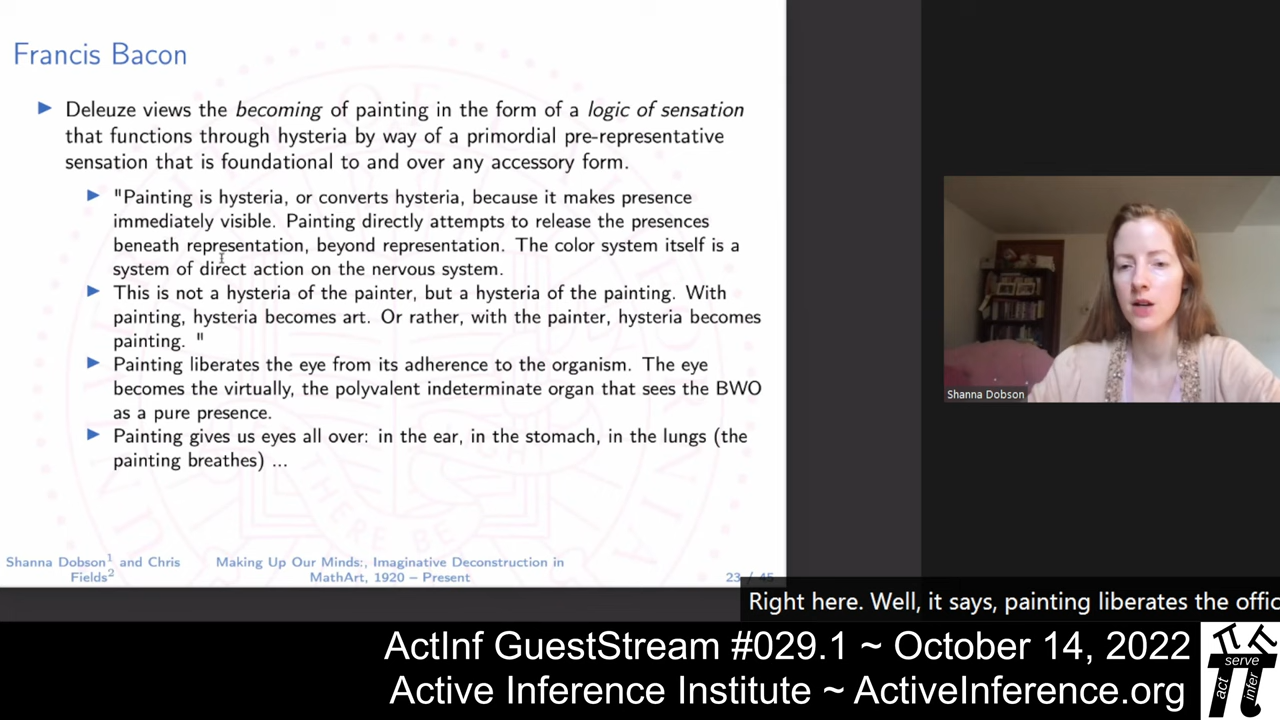 Francis Bacon
Deleuze views the becoming of painting in the form of a logic of sensation
that functions through hysteria by way of a primordial pre-representative
sensation that is foundational to and over any accessory form.
"Painting is hysteria, or converts hysteria, because it makes presence
immediately visible. Painting directly attempts to release the presences
beneath representation, beyond representation. The color system itself is a
system of direct action on the nervous system.
This is not a hysteria of the painter, but a hysteria of the painting. With
painting, hysteria becomes art. Or rather, with the painter, hysteria becomes
painting. "
Painting liberates the eye from its adherence to the organism. The eye
becomes the virtually, the polyvalent indeterminate organ that sees the BWO
as a pure presence.
Painting gives us eyes all over: in the ear, in the stomach, in the lungs (the
painting breathes) ...
Shanna Dobson1 and Chris
Fields2
Making Up Our Minds:, Imaginative Deconstruction in
MathArt, 1920 – Present
23 / 45
Shanna Dobson
Right here. Well, it says, painting liberates the offic
ActInf GuestStream #029.1 ~ October 14, 2022
Active Inference Institute ~ ActiveInference.org
serve
act
infer